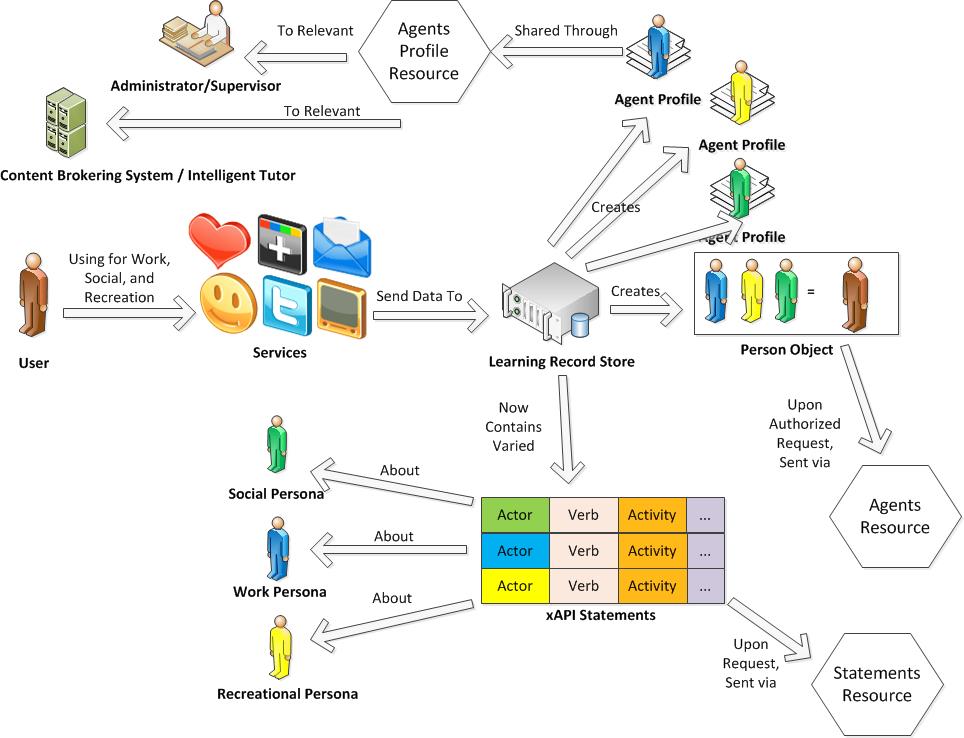 To Relevant
Agents
Profile
Resource
Shared Through
Administrator/Supervisor
Agent Profile
To Relevant
Agent Profile
Content Brokering System / Intelligent Tutor
Creates
Agent Profile
Using for Work,
Social, and
Recreation
Send Data To
Creates
=
User
Services
Learning Record Store
Person Object
Now
Contains
Varied
Upon
Authorized
Request,
Sent via
Agents
Resource
About
Social Persona
Actor Verb Activity ...
About
Actor Verb Activity ...
Work Persona
About
Actor Verb Activity ...
xAPI Statements
Recreational Persona
Upon
Request,
Sent via
Statements
Resource